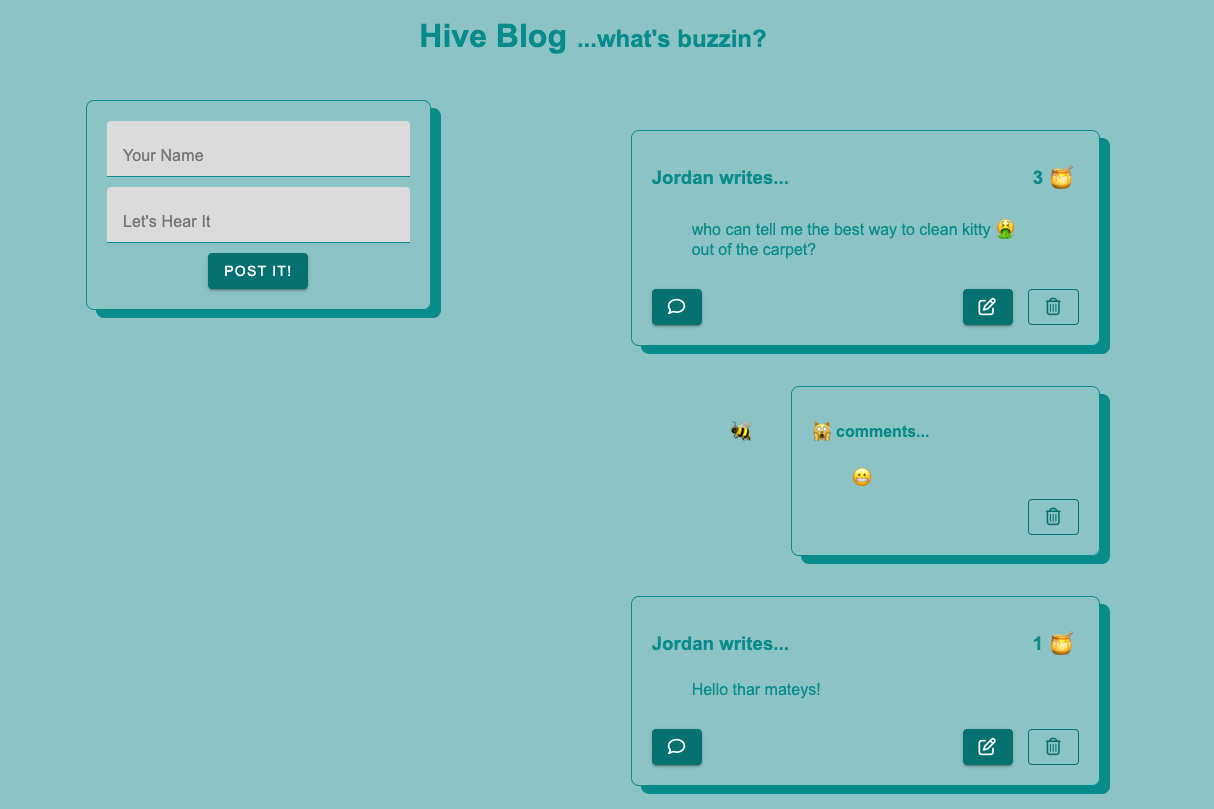 Hive Blog ...what's buzzin?
Your Name
Let's Hear It
POST IT!
Jordan writes...
3 🍯
who can tell me the best way to clean kitty 🤮
out of the carpet?
🐝
🙀 comments...
😬
Jordan writes...
1 🍯
Hello thar mateys!